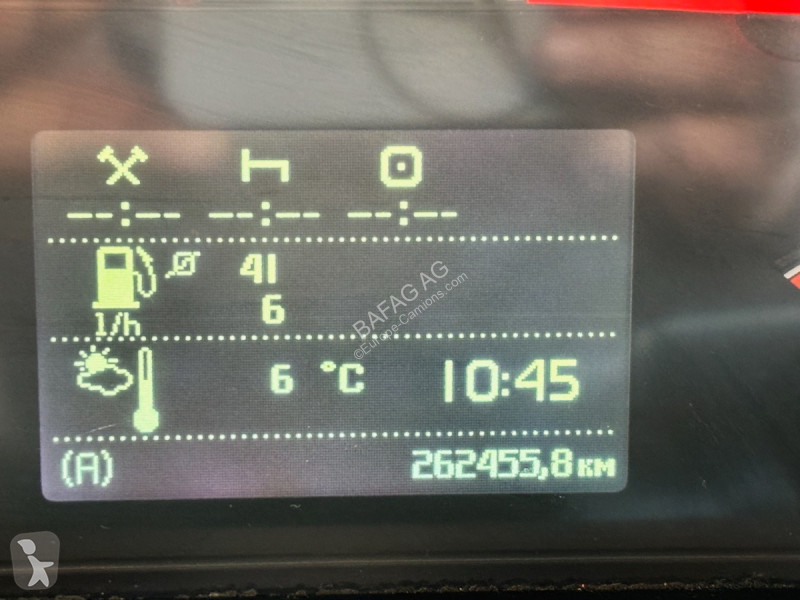 --:-- --:-- --:--
41
6
l/h
6 °C 10:45
(A) 262455,8 км
BAFAG AG
©Europe-Camions.com